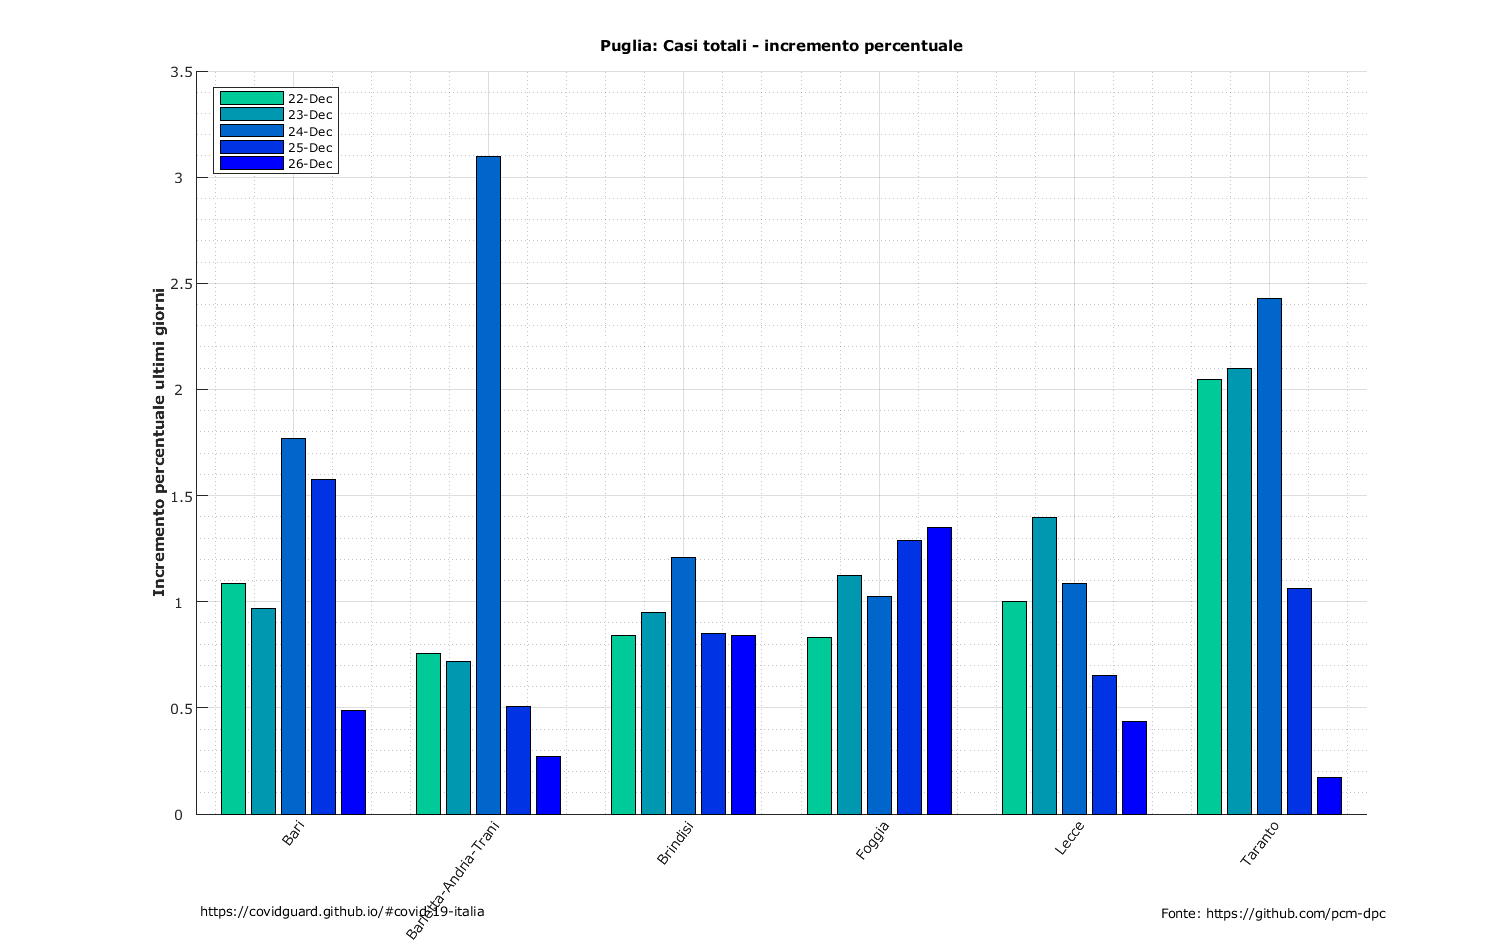 Puglia: Casi totali - incremento percentuale
3.5
3
2.5
2
1.5
1
0.5
0
Incremento percentuale ultimi giorni
22-Dec
23-Dec
24-Dec
25-Dec
26-Dec
Bari
Barletta-Andria-Trani
Brindisi
Foggia
Lecce
Taranto
https://covidguard.github.io/#covid-19-italia
Fonte: https://github.com/pcm-dpc